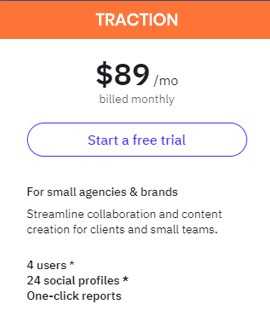 TRACTION
$89 /mo
billed monthly
Start a free trial
For small agencies & brands
Streamline collaboration and content
creation for clients and small teams.
4 users *
24 social profiles *
One-click reports